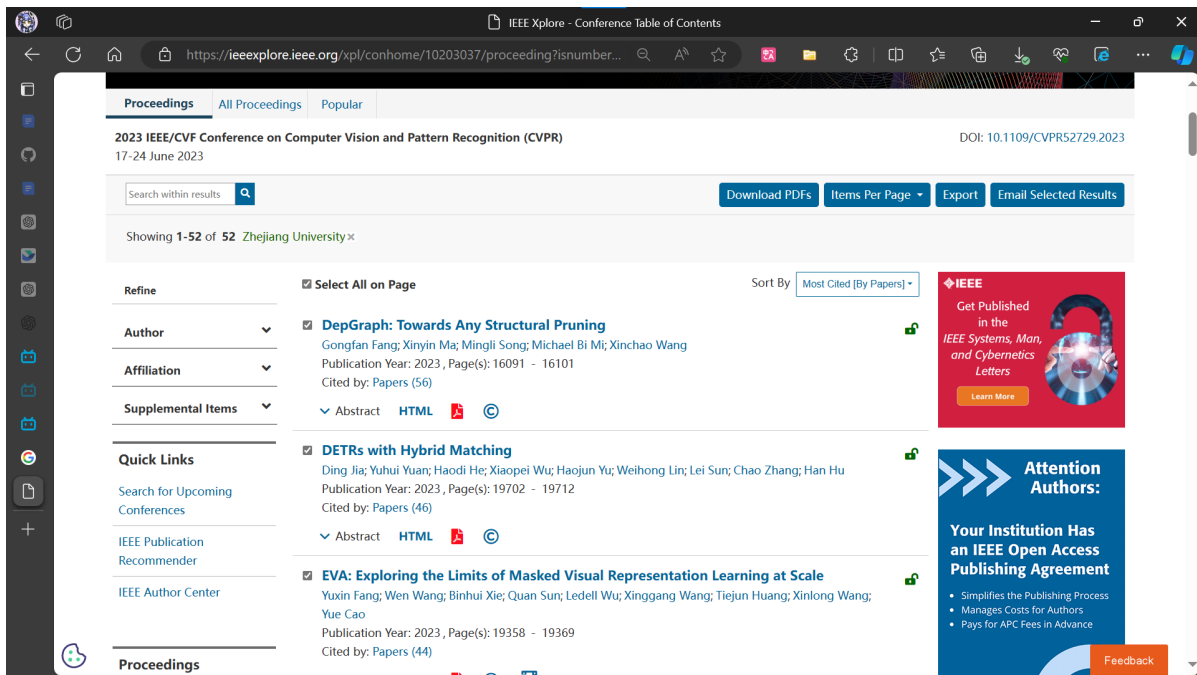 IEEE Xplore - Conference Table of Contents
https://ieeexplore.ieee.org/xpl/conhome/10203037/proceeding?isnumber...
Proceedings
All Proceedings
Popular
2023 IEEE/CVF Conference on Computer Vision and Pattern Recognition (CVPR)
DOI: 10.1109/CVPR52729.2023
17-24 June 2023
Search within results
Download PDFs
Items Per Page
Export
Email Selected Results
Showing 1-52 of 52 Zhejiang University ×
Refine
Author
Affiliation
Supplemental Items
Quick Links
Search for Upcoming
Conferences
IEEE Publication
Recommender
IEEE Author Center
Proceedings
Select All on Page
Sort By
Most Cited [By Papers]
DepGraph: Towards Any Structural Pruning
Gongfan Fang; Xinyin Ma; Mingli Song; Michael Bi Mi; Xinchao Wang
Publication Year: 2023 , Page(s): 16091 - 16101
Cited by: Papers (56)
Abstract HTML ©
DETRs with Hybrid Matching
Ding Jia; Yuhui Yuan; Haodi He; Xiaopei Wu; Haojun Yu; Weihong Lin; Lei Sun; Chao Zhang; Han Hu
Publication Year: 2023 , Page(s): 19702 - 19712
Cited by: Papers (46)
Abstract HTML ©
EVA: Exploring the Limits of Masked Visual Representation Learning at Scale
Yuxin Fang; Wen Wang; Binhui Xie; Quan Sun; Ledell Wu; Xinggang Wang; Tiejun Huang; Xinlong Wang;
Yue Cao
Publication Year: 2023 , Page(s): 19358 - 19369
Cited by: Papers (44)
IEEE
Get Published
in the
IEEE Systems, Man,
and Cybernetics
Letters
Learn More
Attention
Authors:
Your Institution Has
an IEEE Open Access
Publishing Agreement
• Simplifies the Publishing Process
• Manages Costs for Authors
• Pays for APC Fees in Advance
Feedback